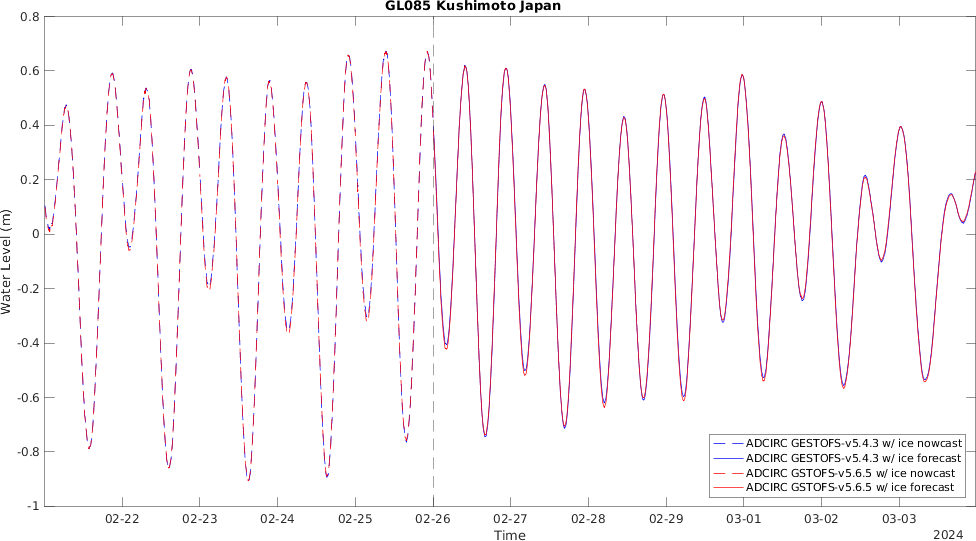 GL085 Kushimoto Japan
0.8
0.6
0.4
0.2
0
-0.2
-0.4
-0.6
-0.8
-1
Water Level (m)
ADCIRC GESTOFS-v5.4.3 w/ ice nowcast
ADCIRC GESTOFS-v5.4.3 w/ ice forecast
ADCIRC GSTOFS-v5.6.5 w/ ice nowcast
ADCIRC GSTOFS-v5.6.5 w/ ice forecast
02-22 02-23 02-24 02-25 02-26 02-27 02-28 02-29 03-01 03-02 03-03
Time
2024